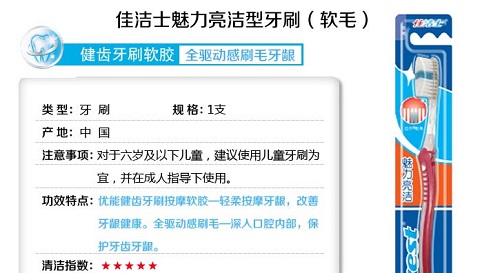 佳洁士魅力亮洁型牙刷（软毛）
健齿牙刷软胶 全驱动感刷毛牙龈
类 型：牙 刷 规 格：1支
产 地：中 国
注意事项：对于六岁及以下儿童，建议使用儿童牙刷为
宜，并在成人指导下使用。
功效特点：优能健齿牙刷按摩软胶—轻柔按摩牙龈，改善
牙龈健康。全驱动感刷毛—深入口腔内部，保
护牙齿牙龈。
清洁指数：★★★★★
佳洁士
魅力亮洁
rest